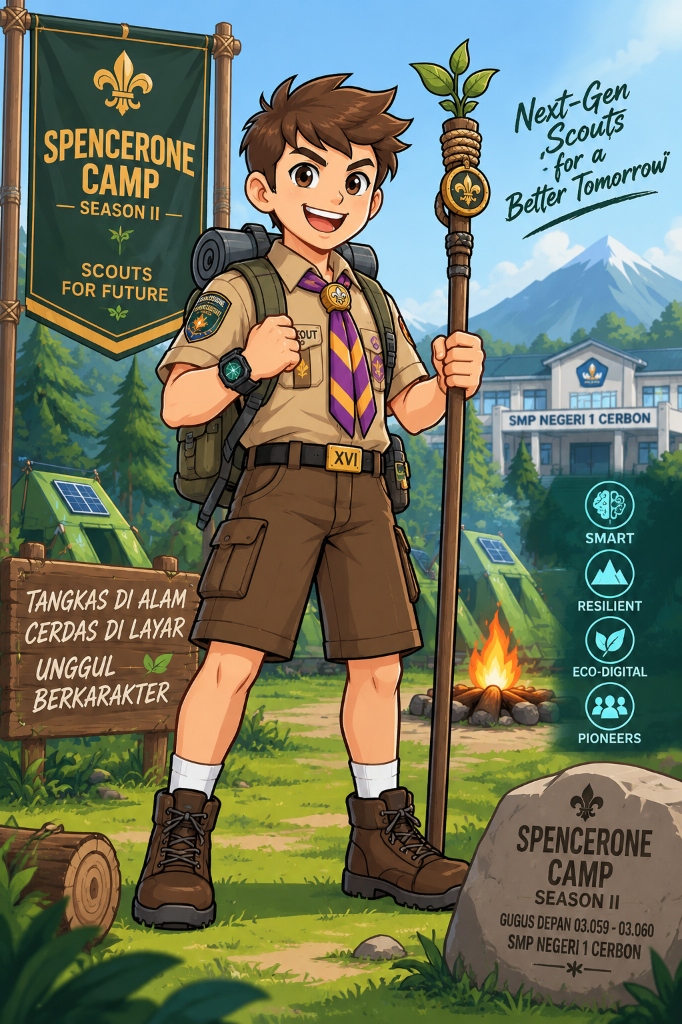 SPENCERONE
CAMP
SEASON II
SCOUTS
FOR FUTURE
Next-Gen
Scouts
for a
Better Tomorrow
SMP NEGERI 1 CERBON
XVI
SMART
RESILIENT
ECO-DIGITAL
PIONEERS
TANGKAS DI ALAM
CERDAS DI LAYAR
UNGGUL
BERKARAKTER
SPENCERONE
CAMP
SEASON II
GUGUS DEPAN 03.059 - 03.060
SMP NEGERI 1 CERBON